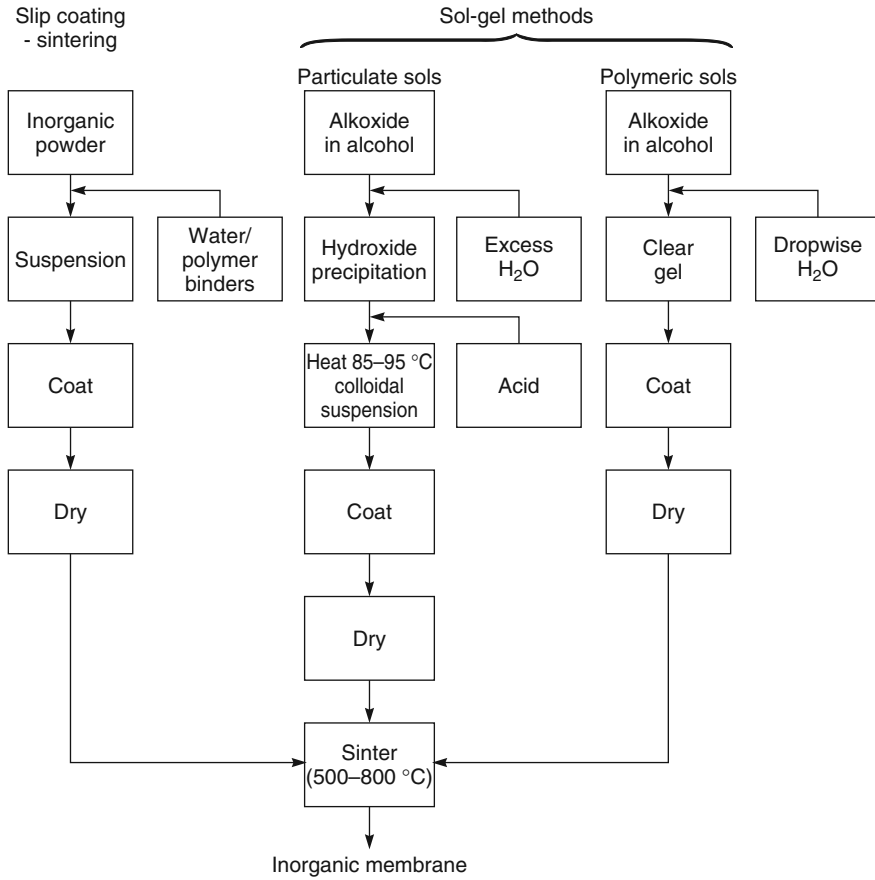 Slip coating
- sintering
Sol-gel methods
Particulate sols
Polymeric sols
Inorganic
powder
Alkoxide
in alcohol
Alkoxide
in alcohol
Suspension
Water/
polymer
binders
Hydroxide
precipitation
Excess
H₂O
Clear
gel
Dropwise
H₂O
Coat
Heat 85–95 °C
colloidal
suspension
Acid
Coat
Dry
Coat
Dry
Dry
Sinter
(500–800 °C)
Inorganic membrane